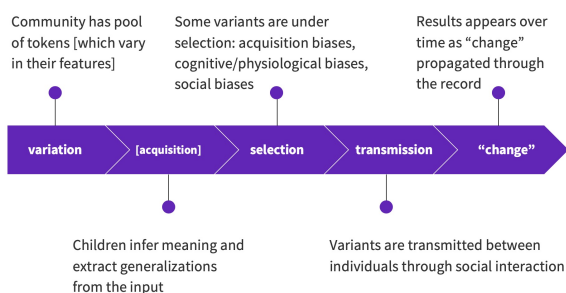 Community has pool
of tokens [which vary
in their features]
Some variants are under
selection: acquisition biases,
cognitive/physiological biases,
social biases
Results appears over
time as “change”
propagated through
the record
variation
[acquisition]
selection
transmission
“change”
Children infer meaning and
extract generalizations
from the input
Variants are transmitted between
individuals through social interaction